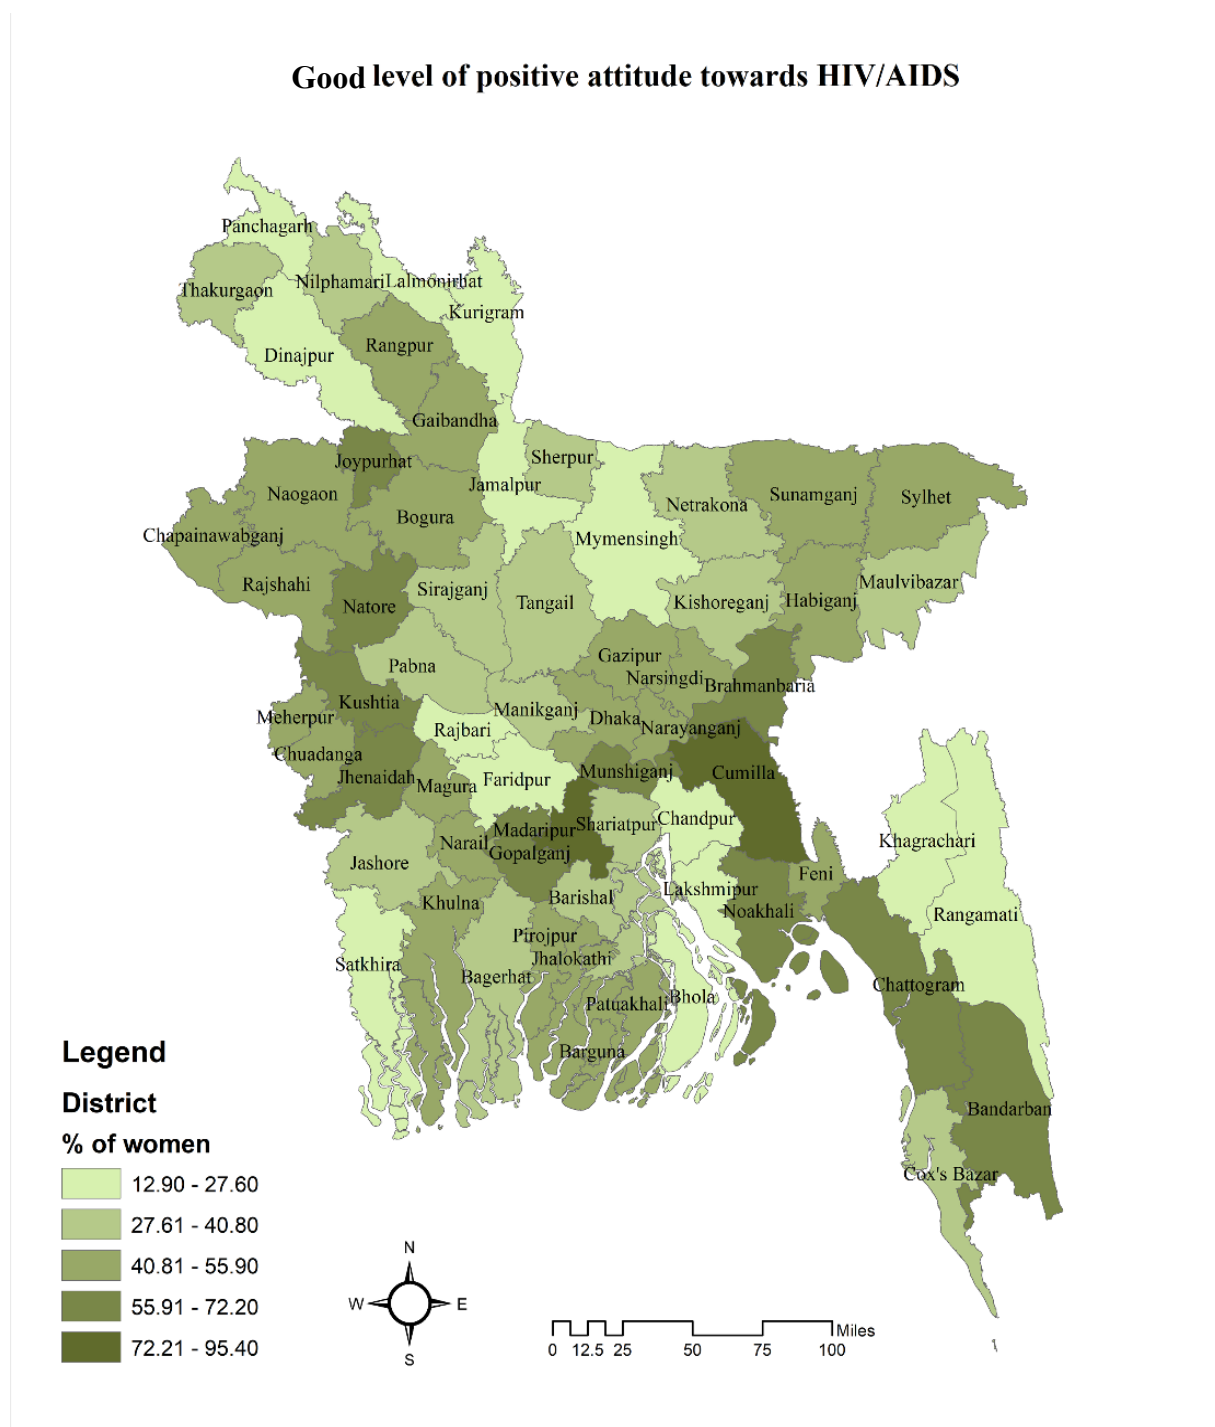 Good level of positive attitude towards HIV/AIDS
Panchagarh
Thakurgaon
Nilphamari
Lalmonirhat
Kurigram
Dinajpur
Rangpur
Gaibandha
Joypurhat
Sherpur
Jamalpur
Naogaon
Netrakona
Sunamganj
Sylhet
Bogura
Chapainawabganj
Mymensingh
Rajshahi
Sirajganj
Maulvibazar
Natore
Tangail
Kishoreganj
Habiganj
Gazipur
Pabna
Narsingdi
Brahmanbaria
Kushtia
Manikganj
Meherpur
Dhaka
Rajbari
Narayanganj
Chuadanga
Jhenaidah
Magura
Faridpur
Munshiganj
Cumilla
Madaripur
Shariatpur
Chandpur
Narail
Gopalganj
Khagrachari
Jashore
Feni
Lakshmipur
Khulna
Barishal
Noakhali
Rangamati
Pirojpur
Jhalokathi
Satkhira
Bagerhat
Chattogram
Patuakhali
Bhola
Barguna
Bandarban
Cox's Bazar
Legend
District
% of women
12.90 - 27.60
27.61 - 40.80
40.81 - 55.90
55.91 - 72.20
72.21 - 95.40
N
W
E
S
Miles
0 12.5 25 50 75 100